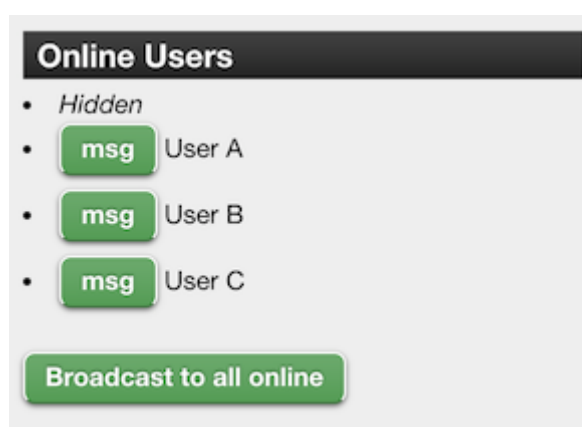 Online Users
Hidden
msg User A
msg User B
msg User C
Broadcast to all online